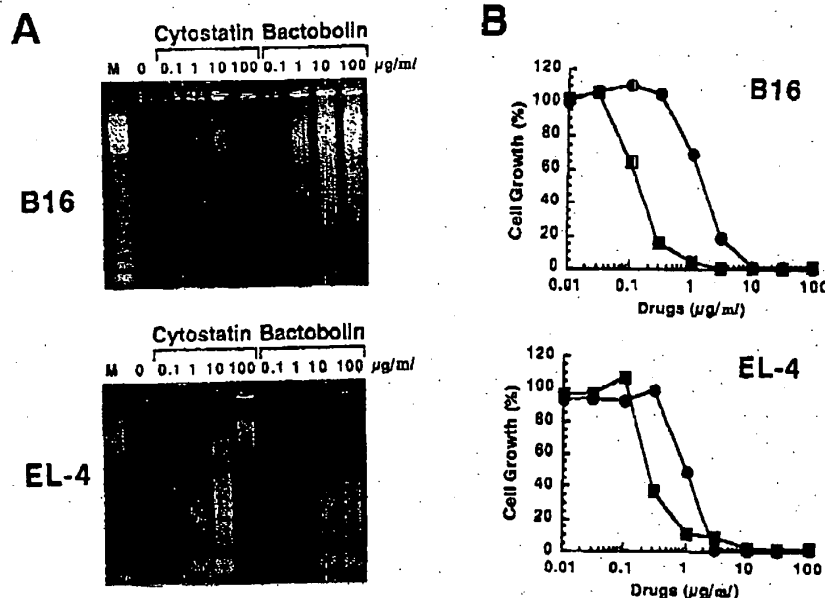 A
Cytostatin Bactobolin
M 0 0.1 1 10 100 0.1 1 10 100 µg/ml
B16
Cytostatin Bactobolin
M 0 0.1 1 10 100 0.1 1 10 100 µg/ml
EL-4
B
B16
Cell Growth (%)
120
100
80
60
40
20
0
0.01 0.1 1 10 100
Drugs (µg/ml)
EL-4
Cell Growth (%)
120
100
80
60
40
20
0
0.01 0.1 1 10 100
Drugs (µg/ml)